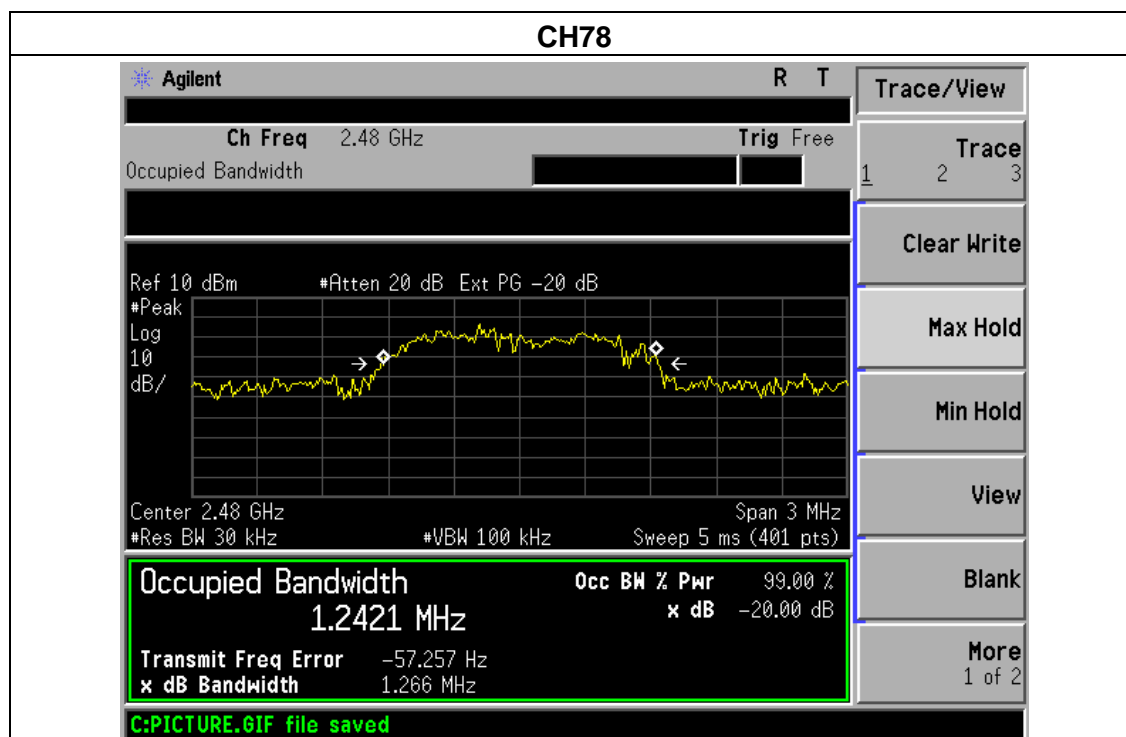 CH78
Agilent R T
Trace/View
Ch Freq 2.48 GHz Trig Free
Occupied Bandwidth
Trace
1 2 3
Clear Write
Ref 10 dBm #Atten 20 dB Ext PG -20 dB
#Peak
Log
10
dB/
Max Hold
Min Hold
View
Center 2.48 GHz Span 3 MHz
#Res BW 30 kHz #VBW 100 kHz Sweep 5 ms (401 pts)
Occupied Bandwidth Occ BW % Pwr 99.00 %
1.2421 MHz x dB -20.00 dB
Blank
Transmit Freq Error -57.257 Hz
x dB Bandwidth 1.266 MHz
More
1 of 2
C:PICTURE.GIF file saved